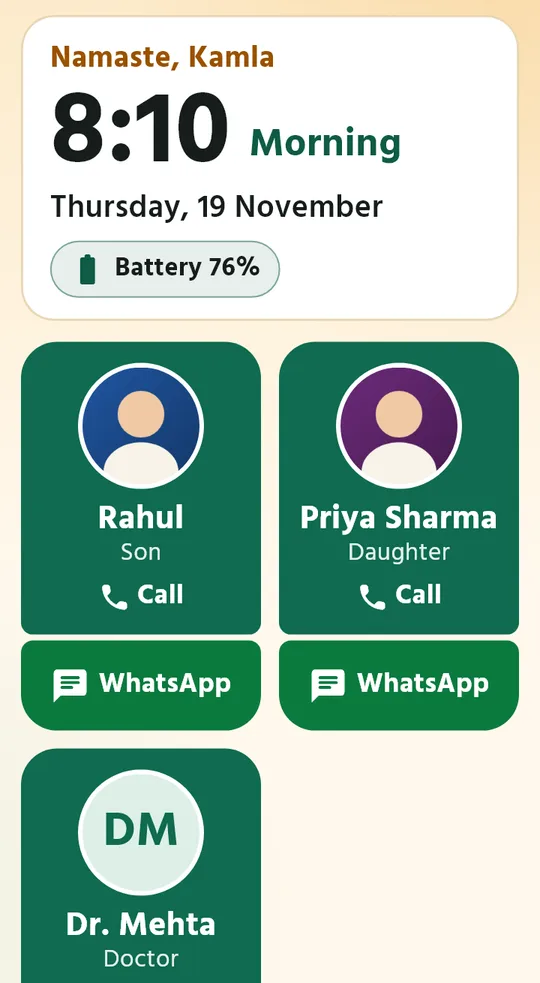 Namaste, Kamla
8:10 Morning
Thursday, 19 November
Battery 76%
Rahul
Son
Call
WhatsApp
Priya Sharma
Daughter
Call
WhatsApp
DM
Dr. Mehta
Doctor